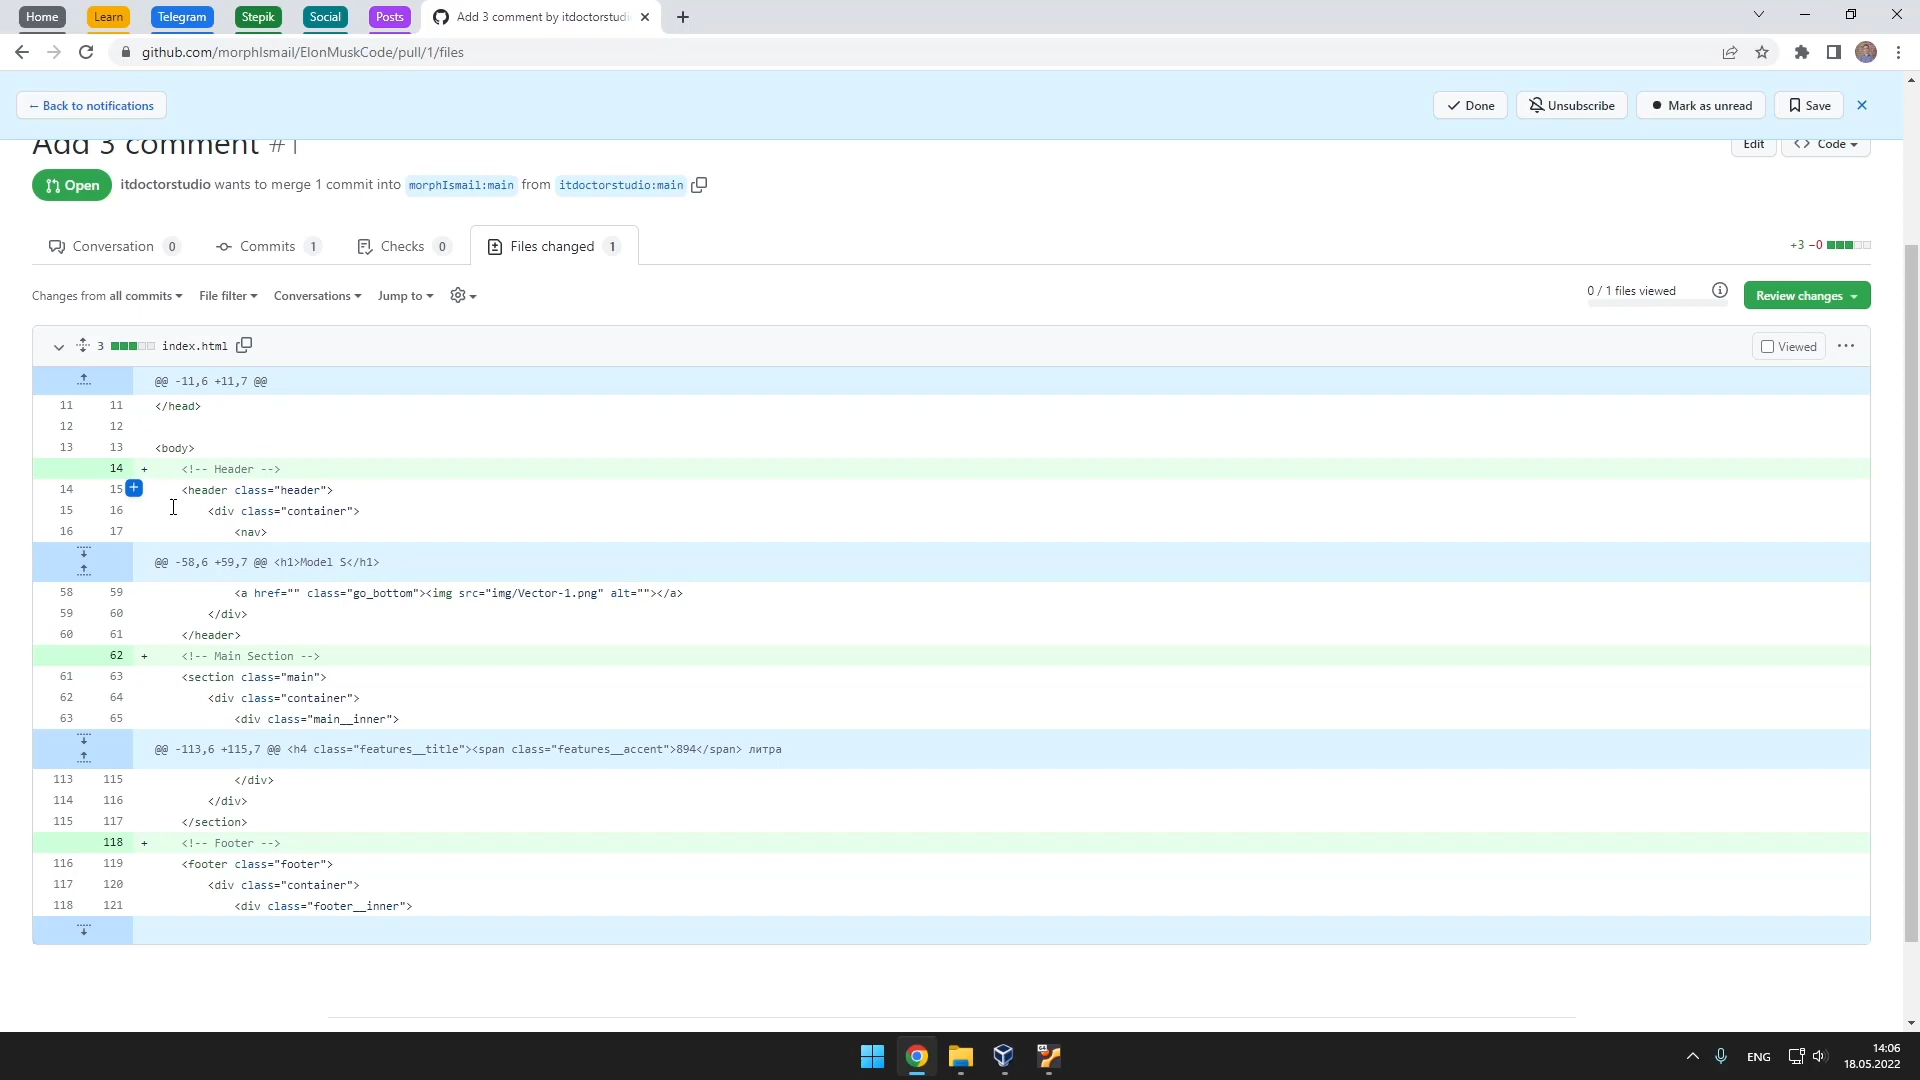 Home Learn Telegram Stepik Social Posts Add 3 comment by itdoctorstudi
github.com/morphIsmail/ElonMuskCode/pull/1/files
← Back to notifications Done Unsubscribe Mark as unread Save
Add 3 comment #1 Edit <> Code
Open itdoctorstudio wants to merge 1 commit into morphIsmail:main from itdoctorstudio:main
Conversation 0 Commits 1 Checks 0 Files changed 1 +3 −0
Changes from all commits File filter Conversations Jump to 0 / 1 files viewed Review changes
3 index.html Viewed
@@ -11,6 +11,7 @@
11 11 </head>
12 12
13 13 <body>
14 + <!-- Header -->
14 15 <header class="header">
15 16 <div class="container">
16 17 <nav>
@@ -58,6 +59,7 @@ <h1>Model S</h1>
58 59 <a href="" class="go_bottom"><img src="img/Vector-1.png" alt=""></a>
59 60 </div>
60 61 </header>
62 + <!-- Main Section -->
61 63 <section class="main">
62 64 <div class="container">
63 65 <div class="main__inner">
@@ -113,6 +115,7 @@ <h4 class="features__title"><span class="features__accent">894</span> литра
113 115 </div>
114 116 </div>
115 117 </section>
118 + <!-- Footer -->
116 119 <footer class="footer">
117 120 <div class="container">
118 121 <div class="footer__inner">
ENG 14:06
18.05.2022